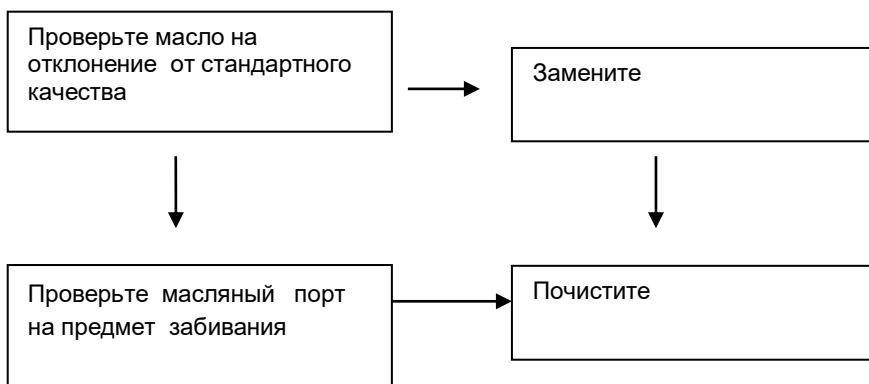 Проверьте масло на
отклонение от стандартного
качества
Замените
Проверьте масляный порт
на предмет забивания
Почистите